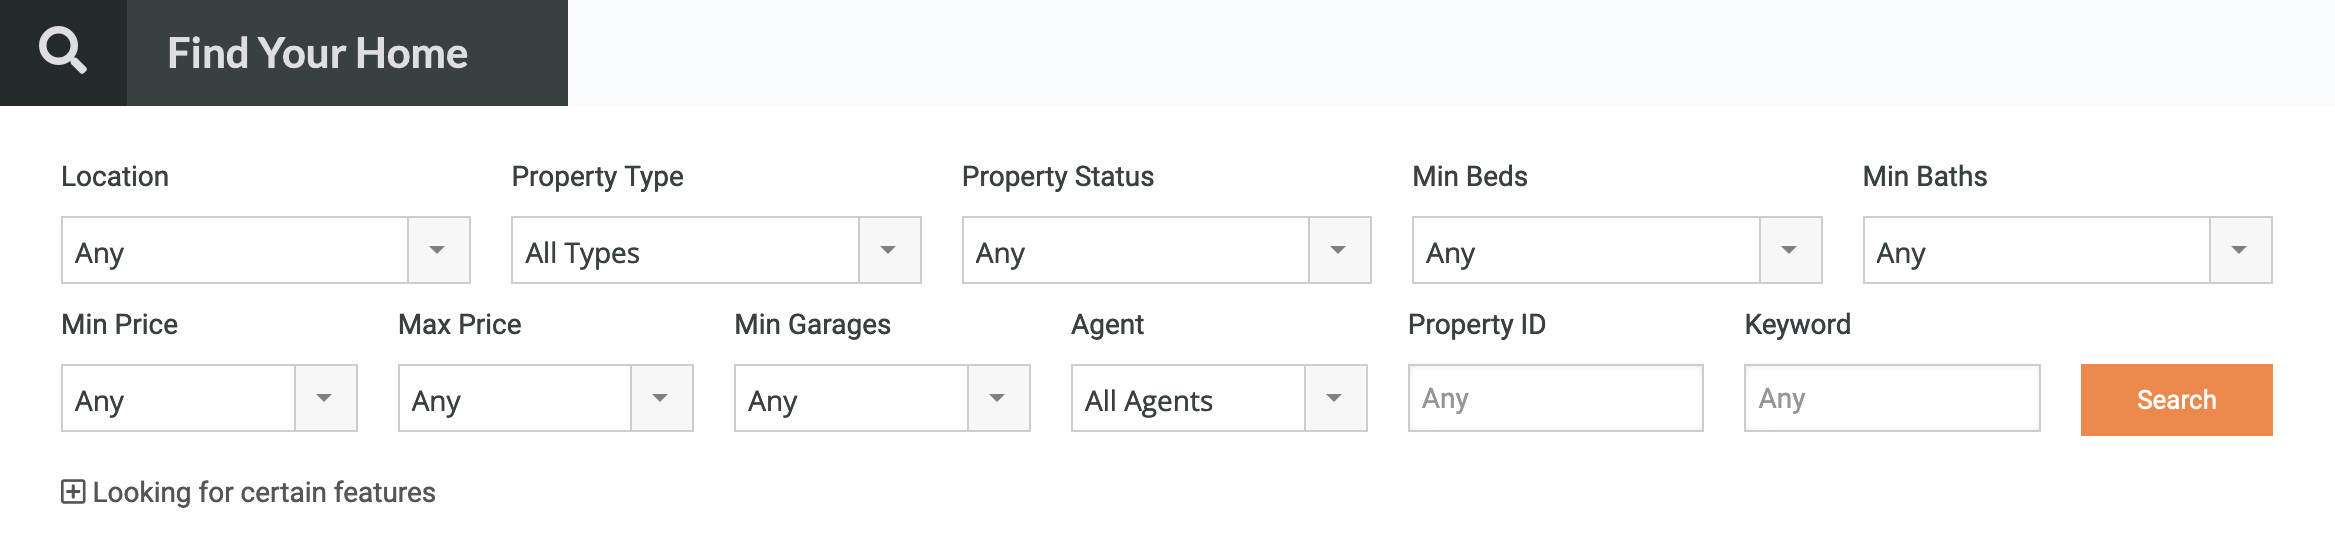 Find Your Home
Location Property Type Property Status Min Beds Min Baths
Any All Types Any Any Any
Min Price Max Price Min Garages Agent Property ID Keyword
Any Any Any All Agents Any Any Search
Looking for certain features